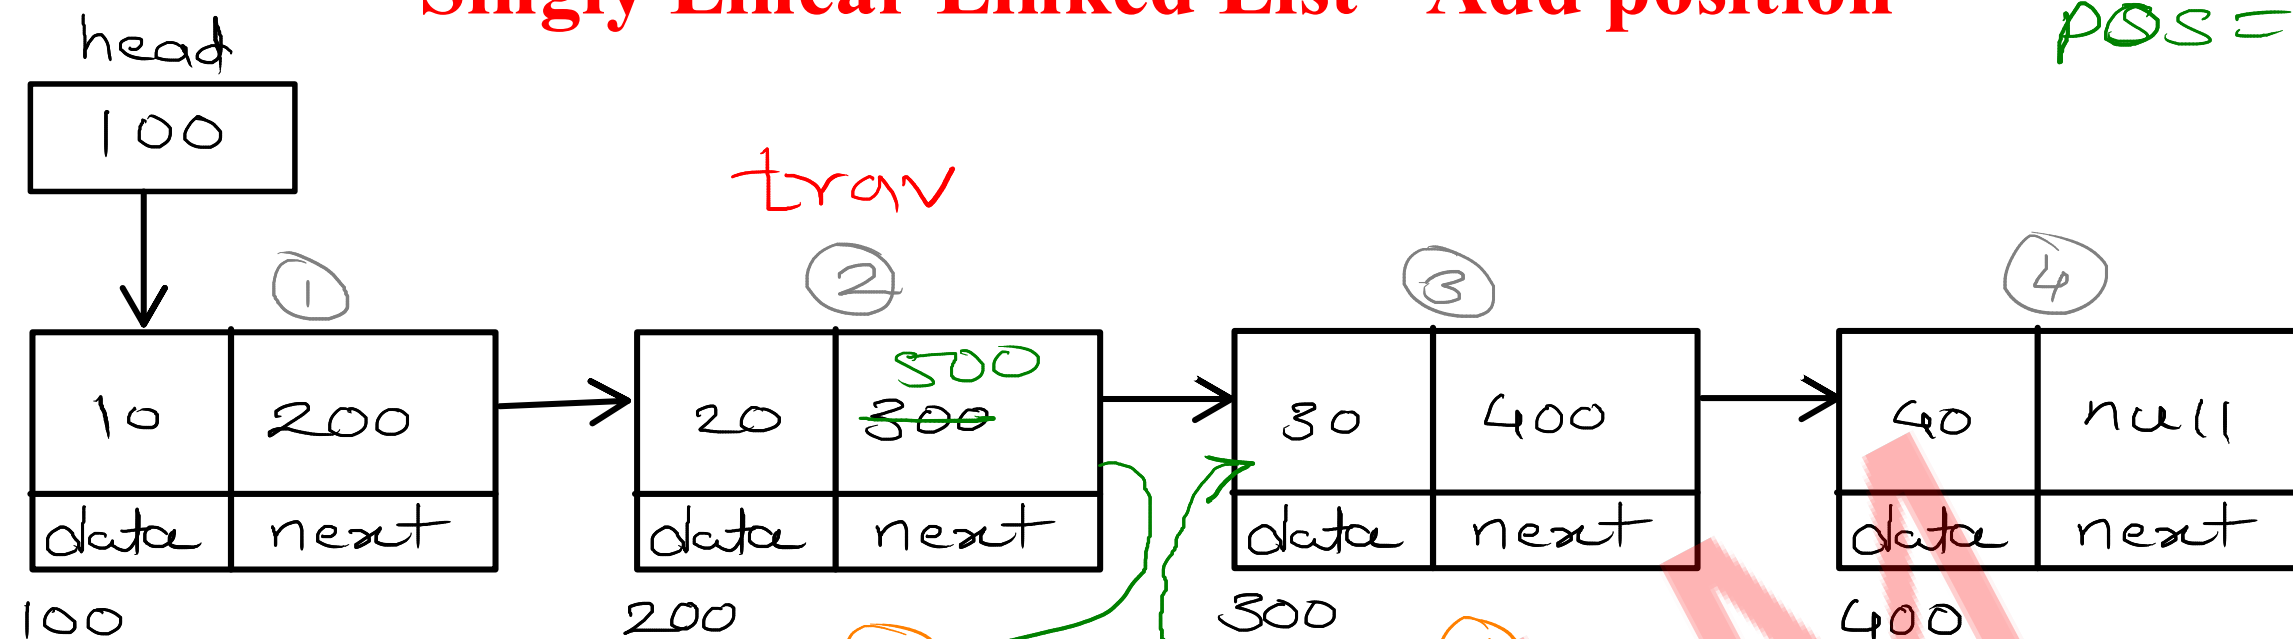 Singly Linear Linked List - Add position
pos =
head
100
trav
1 2 3 4
500
10 200 20 300 30 400 40 null
data next data next data next data next
100 200 300 400